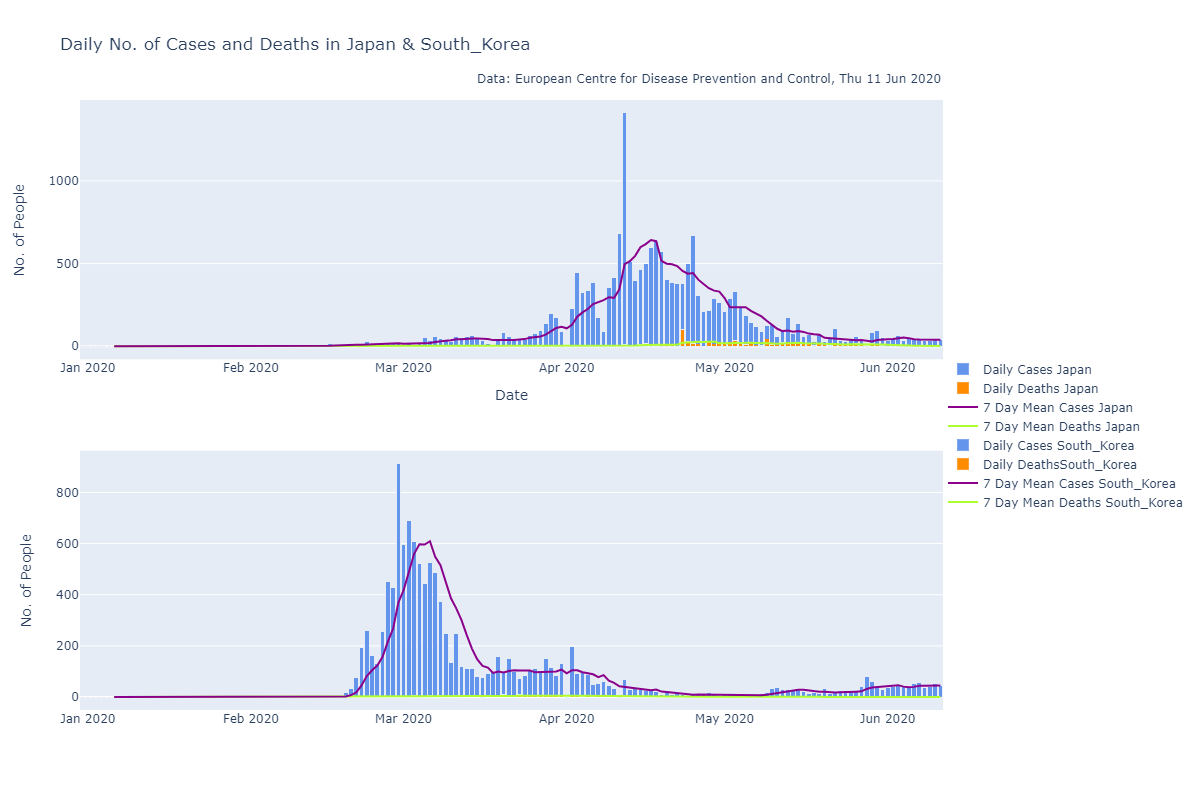 Daily No. of Cases and Deaths in Japan & South_Korea
Data: European Centre for Disease Prevention and Control, Thu 11 Jun 2020
No. of People
1000
500
0
Jan 2020 Feb 2020 Mar 2020 Apr 2020 May 2020 Jun 2020
Date
Daily Cases Japan
Daily Deaths Japan
7 Day Mean Cases Japan
7 Day Mean Deaths Japan
Daily Cases South_Korea
Daily DeathsSouth_Korea
7 Day Mean Cases South_Korea
7 Day Mean Deaths South_Korea
No. of People
800
600
400
200
0
Jan 2020 Feb 2020 Mar 2020 Apr 2020 May 2020 Jun 2020